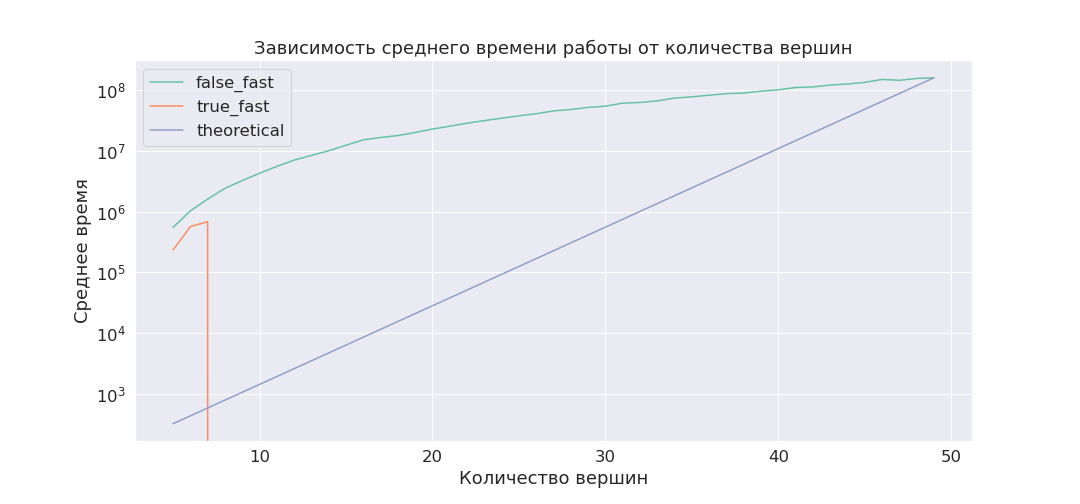 Зависимость среднего времени работы от количества вершин
false_fast
true_fast
theoretical
Среднее время
10⁸
10⁷
10⁶
10⁵
10⁴
10³
10 20 30 40 50
Количество вершин